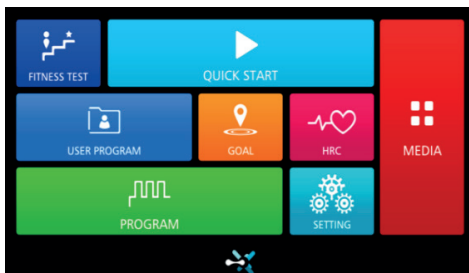 FITNESS TEST
QUICK START
USER PROGRAM
GOAL
HRC
MEDIA
PROGRAM
SETTING